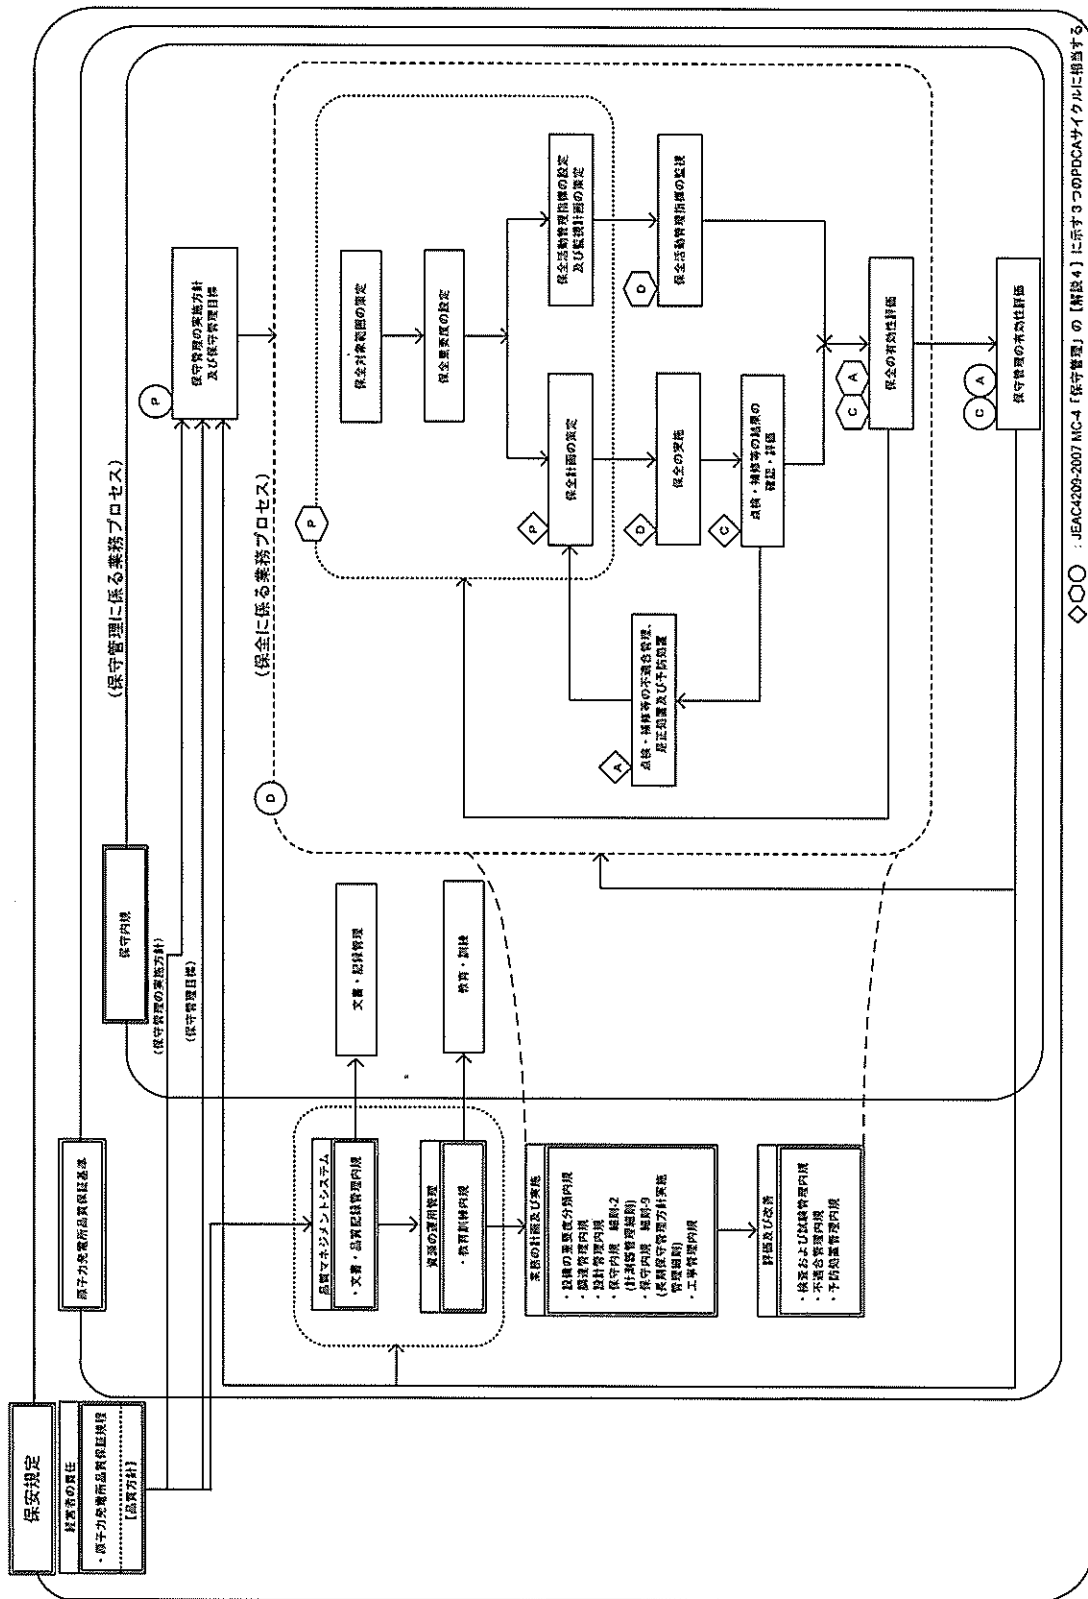 保安規定
経営者の責任
・原子力発電所品質保証規程
【品質方針】
原子力発電所品質保証基準
保守内規
(保守管理の実施方針)
(保守管理目標)
(保守管理に係る業務プロセス)
P
保守管理の実施方針
及び保守管理目標
品質マネジメントシステム
・文書・品質記録管理内規
文書・記録管理
資源の運用管理
・教育訓練内規
教育・訓練
業務の計画及び実施
・設備の重要度分類内規
・調達管理内規
・設計管理内規
・保守内規 細則-2
(計測器管理細則)
・保守内規 細則-9
(長期保守管理方針実施
管理細則)
・工事管理内規
評価及び改善
・検査および試験管理内規
・不適合管理内規
・予防処置管理内規
D
(保全に係る業務プロセス)
P
保全対象範囲の策定
保全重要度の設定
P
保全計画の策定
保全活動管理指標の設定
及び監視計画の策定
D
保全の実施
D
保全活動管理指標の監視
C
点検・補修等の結果の
確認・評価
A
点検・補修等の不適合管理、
是正処置及び予防処置
C
A
保全の有効性評価
C
A
保守管理の有効性評価
:JEAC4209-2007 MC-4「保守管理」の【解説4】に示す3つのPDCAサイクルに相当する